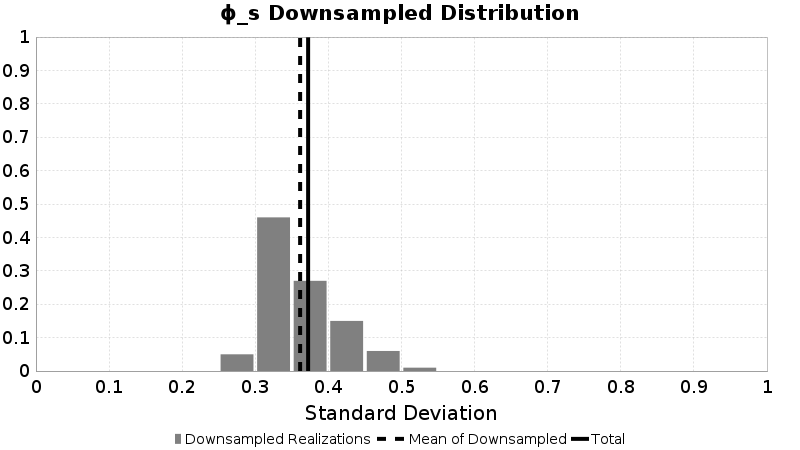 ϕ_s Downsampled Distribution
1
0.9
0.8
0.7
0.6
0.5
0.4
0.3
0.2
0.1
0
0 0.1 0.2 0.3 0.4 0.5 0.6 0.7 0.8 0.9 1
Standard Deviation
Downsampled Realizations Mean of Downsampled Total